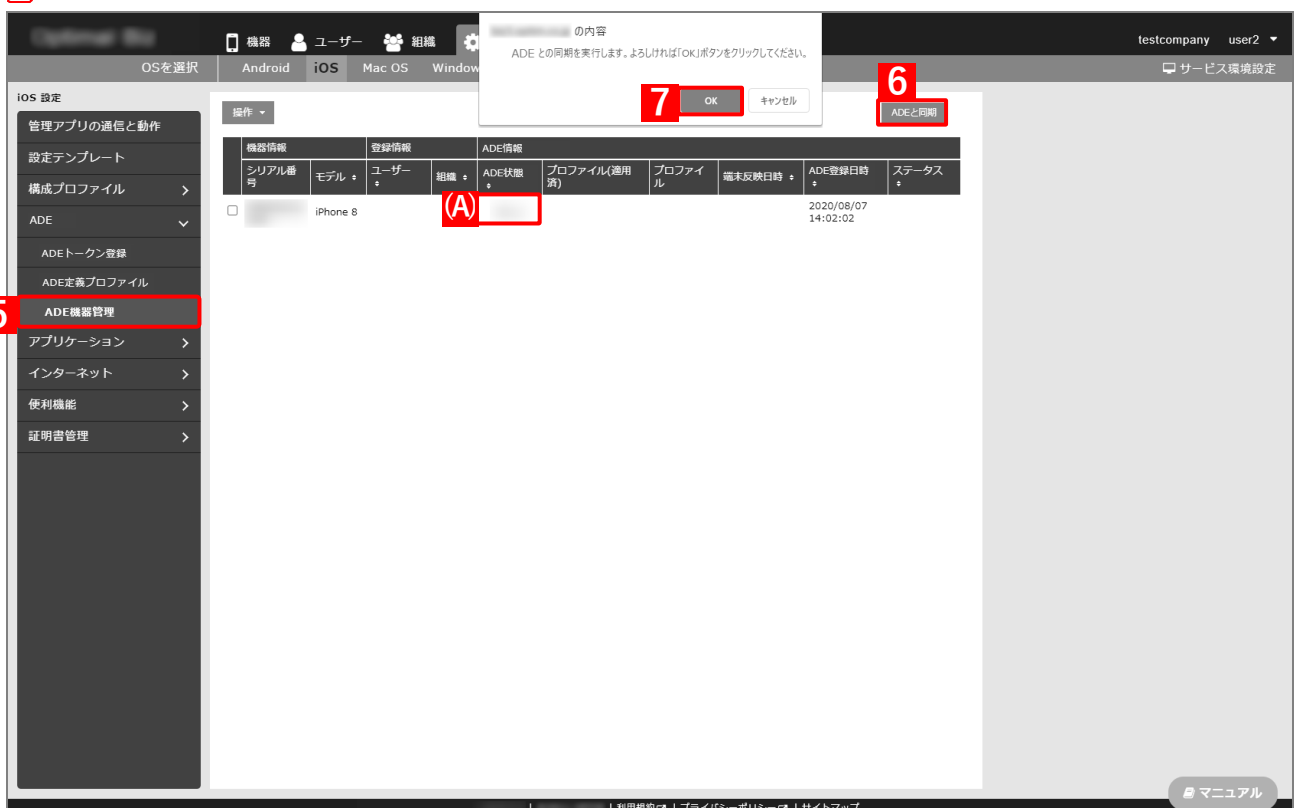 の内容
ADE との同期を実行します。よろしければ「OK」ボタンをクリックしてください。
7
OK
キャンセル
機器
ユーザー
組織
testcompany
user2
OSを選択
Android
iOS
Mac OS
Window
サービス環境設定
iOS 設定
管理アプリの通信と動作
設定テンプレート
構成プロファイル
ADE
ADEトークン登録
ADE定義プロファイル
5
ADE機器管理
アプリケーション
インターネット
便利機能
証明書管理
操作
6
ADEと同期
機器情報
登録情報
ADE情報
シリアル番号
モデル
ユーザー
組織
ADE状態
プロファイル(適用済)
プロファイル
端末反映日時
ADE登録日時
ステータス
iPhone 8
(A)
2020/08/07
14:02:02
マニュアル
| 利用規約 | プライバシーポリシー | サイトマップ